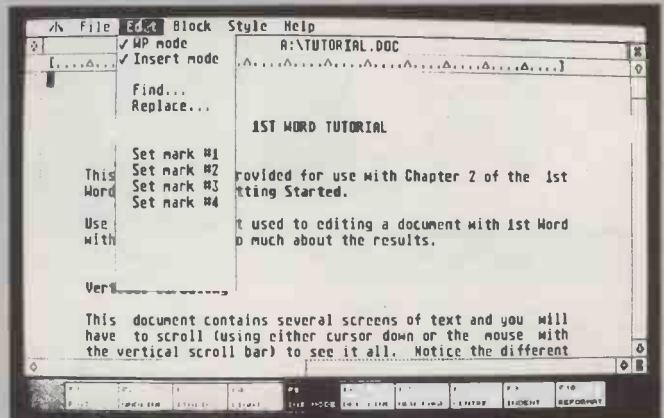 File Edit Block Style Help
A:\TUTORIAL.DOC
✓ WP mode
✓ Insert mode
Find...
Replace...
Set mark #1
Set mark #2
Set mark #3
Set mark #4
1ST WORD TUTORIAL
This rovided for use with Chapter 2 of the 1st
Word tting Started.
Use t used to editing a document with 1st Word
with o much about the results.
Vert
This document contains several screens of text and you will
have to scroll (using either cursor down or the mouse with
the vertical scroll bar) to see it all. Notice the different
INDENT
F10
REFORMAT